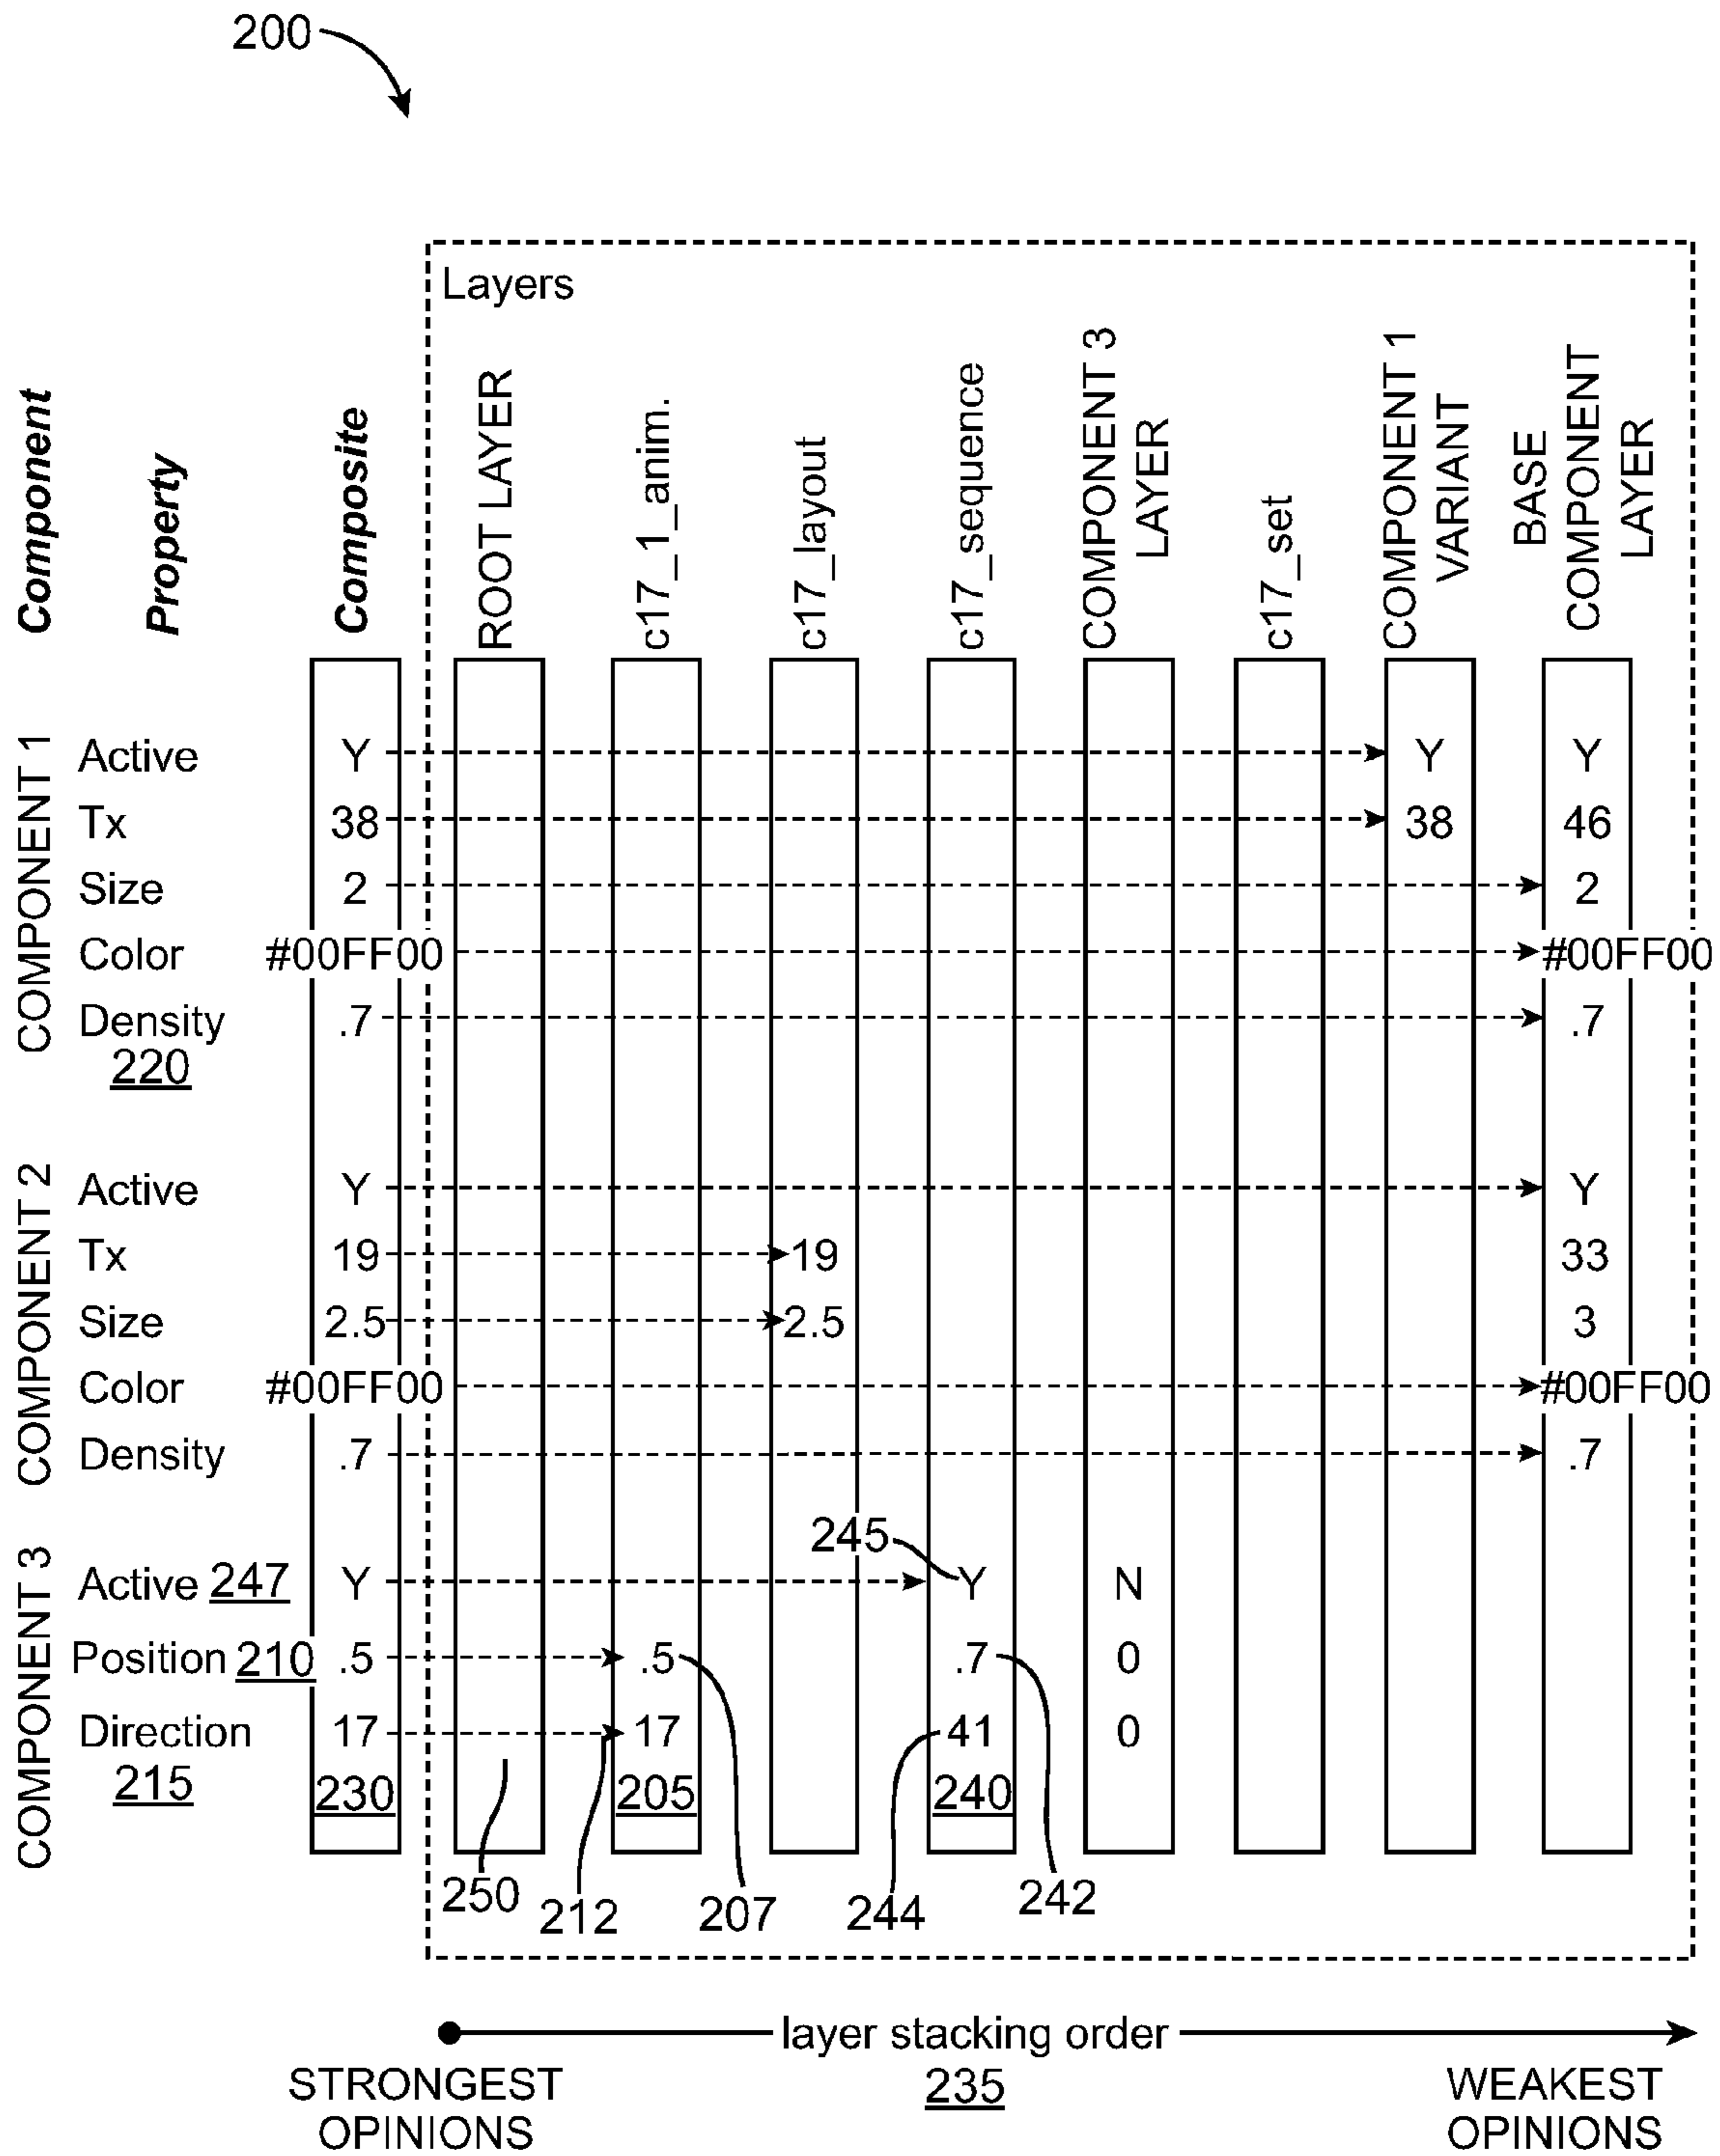 200
Layers
Component
Property
Composite
ROOT LAYER
c17_1_anim.
c17_layout
c17_sequence
COMPONENT 3
LAYER
c17_set
COMPONENT 1
VARIANT
BASE
COMPONENT
LAYER
COMPONENT 1
Active Y Y Y
Tx 38 38 46
Size 2 2
Color #00FF00 #00FF00
Density .7 .7
220
COMPONENT 2
Active Y Y
Tx 19 19 33
Size 2.5 2.5 3
Color #00FF00 #00FF00
Density .7 .7
COMPONENT 3
245
Active 247 Y Y N
Position 210 .5 .5 .7 0
Direction 17 17 41 0
215 230 205 240
250 212 207 244 242
layer stacking order
235
STRONGEST
OPINIONS
WEAKEST
OPINIONS